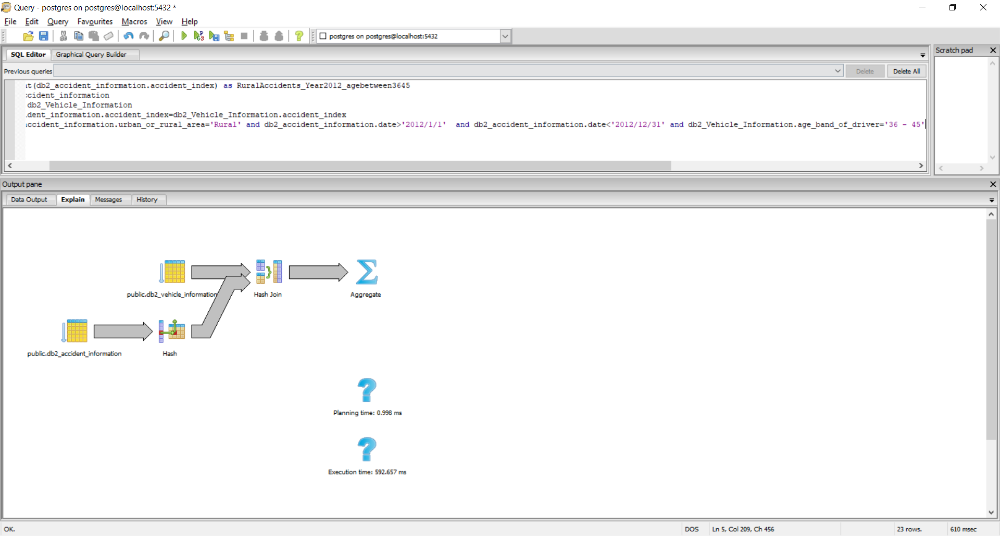 Query - postgres on postgres@localhost:5432 *
File Edit Query Favourites Macros View Help
postgres on postgres@localhost:5432
SQL Editor Graphical Query Builder
Scratch pad
Previous queries
Delete Delete All
t(db2_accident_information.accident_index) as RuralAccidents_Year2012_agebetween3645
ccident_information
db2_Vehicle_Information
dent_information.accident_index=db2_Vehicle_Information.accident_index
ccident_information.urban_or_rural_area='Rural' and db2_accident_information.date>'2012/1/1'  and db2_accident_information.date<'2012/12/31' and db2_Vehicle_Information.age_band_of_driver='36 - 45'
Output pane
Data Output Explain Messages History
public.db2_vehicle_information
Hash Join
Aggregate
public.db2_accident_information
Hash
Planning time: 0.998 ms
Execution time: 592.657 ms
OK.
DOS
Ln 5, Col 209, Ch 456
23 rows.
610 msec